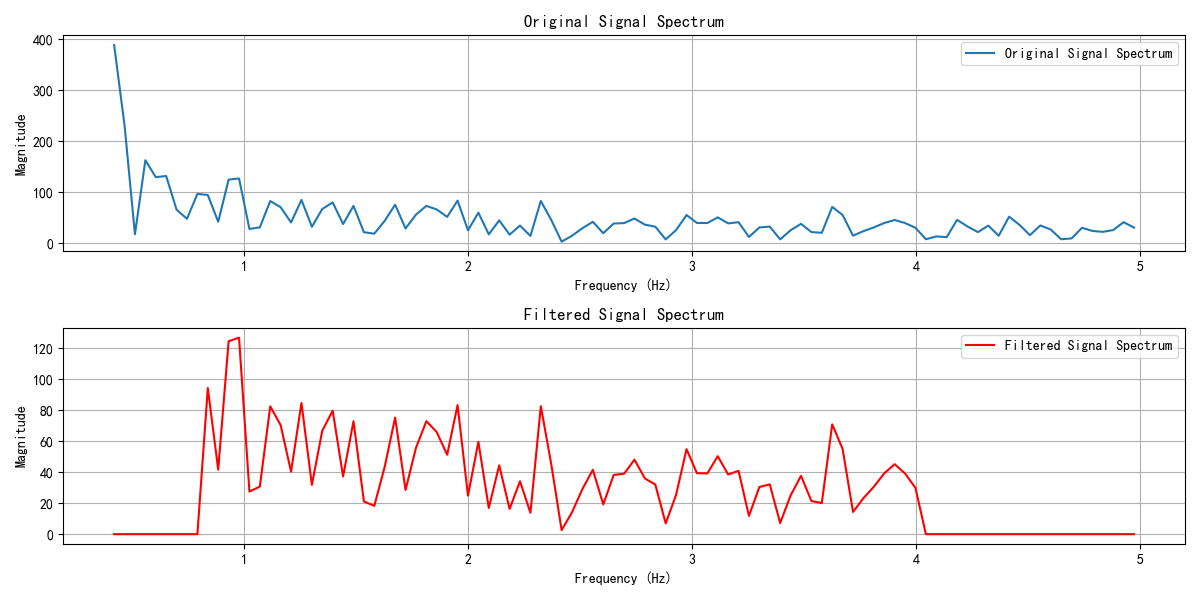 Original Signal Spectrum
Original Signal Spectrum
400
300
200
100
0
Magnitude
1 2 3 4 5
Frequency (Hz)
Filtered Signal Spectrum
Filtered Signal Spectrum
120
100
80
60
40
20
0
Magnitude
1 2 3 4 5
Frequency (Hz)